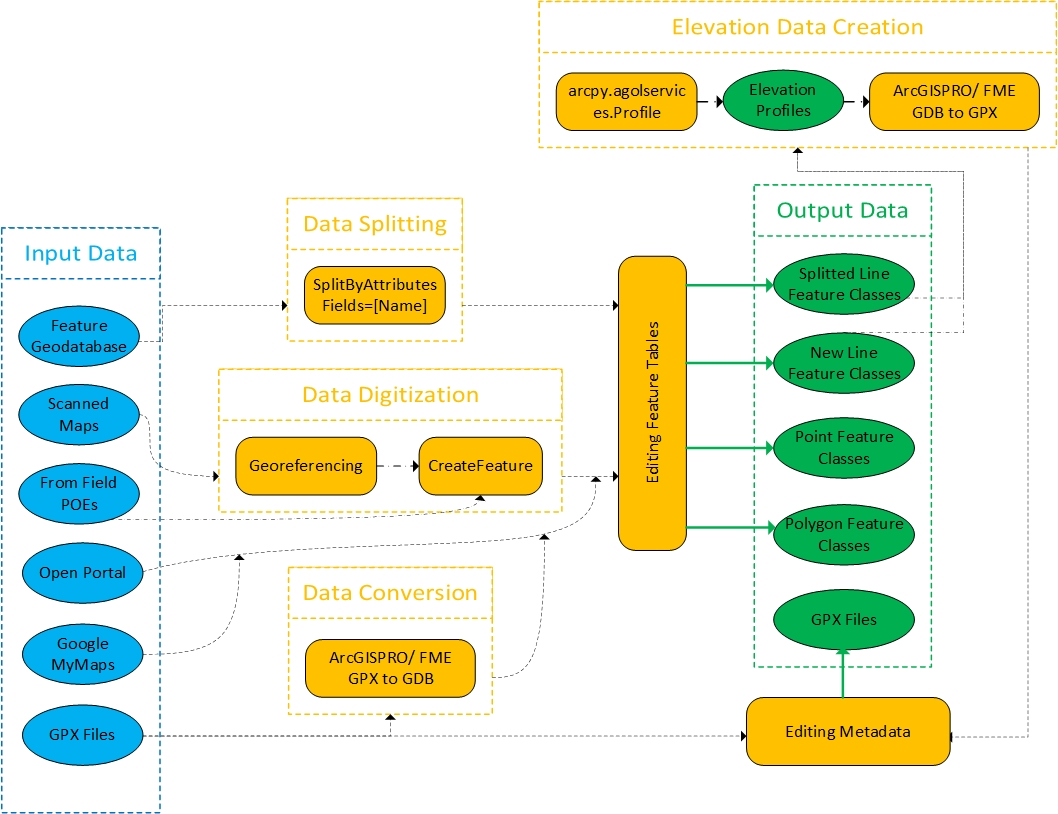 Elevation Data Creation
arcpy.agolservic
es.Profile
Elevation
Profiles
ArcGISPRO/ FME
GDB to GPX
Input Data
Feature
Geodatabase
Scanned
Maps
From Field
POEs
Open Portal
Google
MyMaps
GPX Files
Data Splitting
SplitByAttributes
Fields=[Name]
Data Digitization
Georeferencing
CreateFeature
Data Conversion
ArcGISPRO/ FME
GPX to GDB
Editing Feature Tables
Output Data
Splitted Line
Feature Classes
New Line
Feature Classes
Point Feature
Classes
Polygon Feature
Classes
GPX Files
Editing Metadata